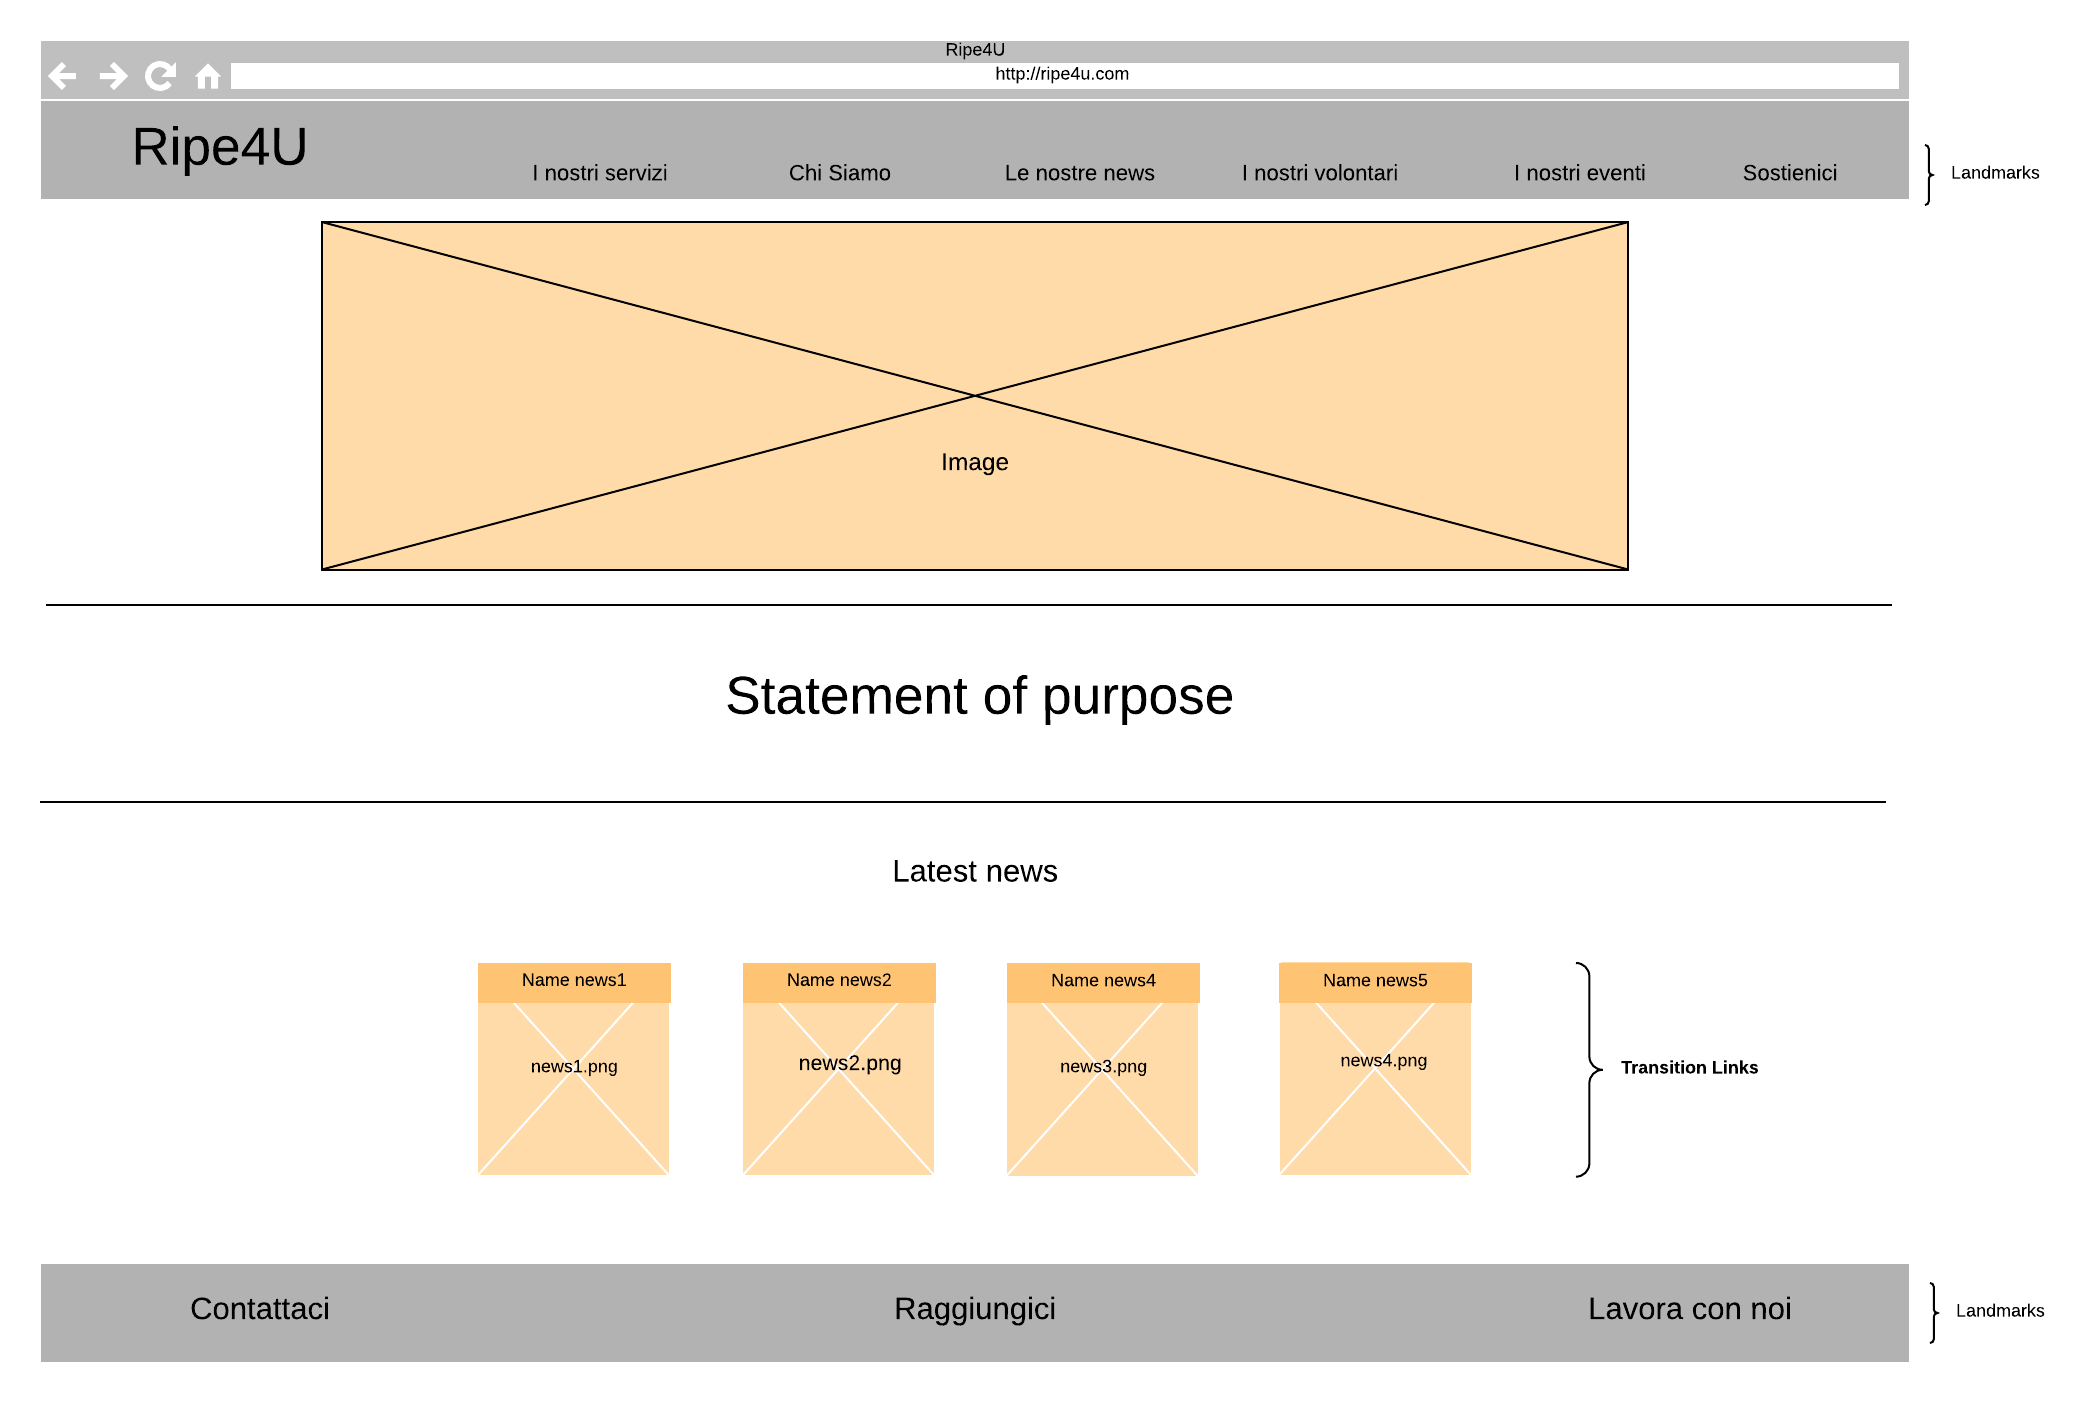 Ripe4U
http://ripe4u.com
Ripe4U
I nostri servizi
Chi Siamo
Le nostre news
I nostri volontari
I nostri eventi
Sostienici
Landmarks
Image
Statement of purpose
Latest news
Name news1
Name news2
Name news4
Name news5
news1.png
news2.png
news3.png
news4.png
Transition Links
Contattaci
Raggiungici
Lavora con noi
Landmarks